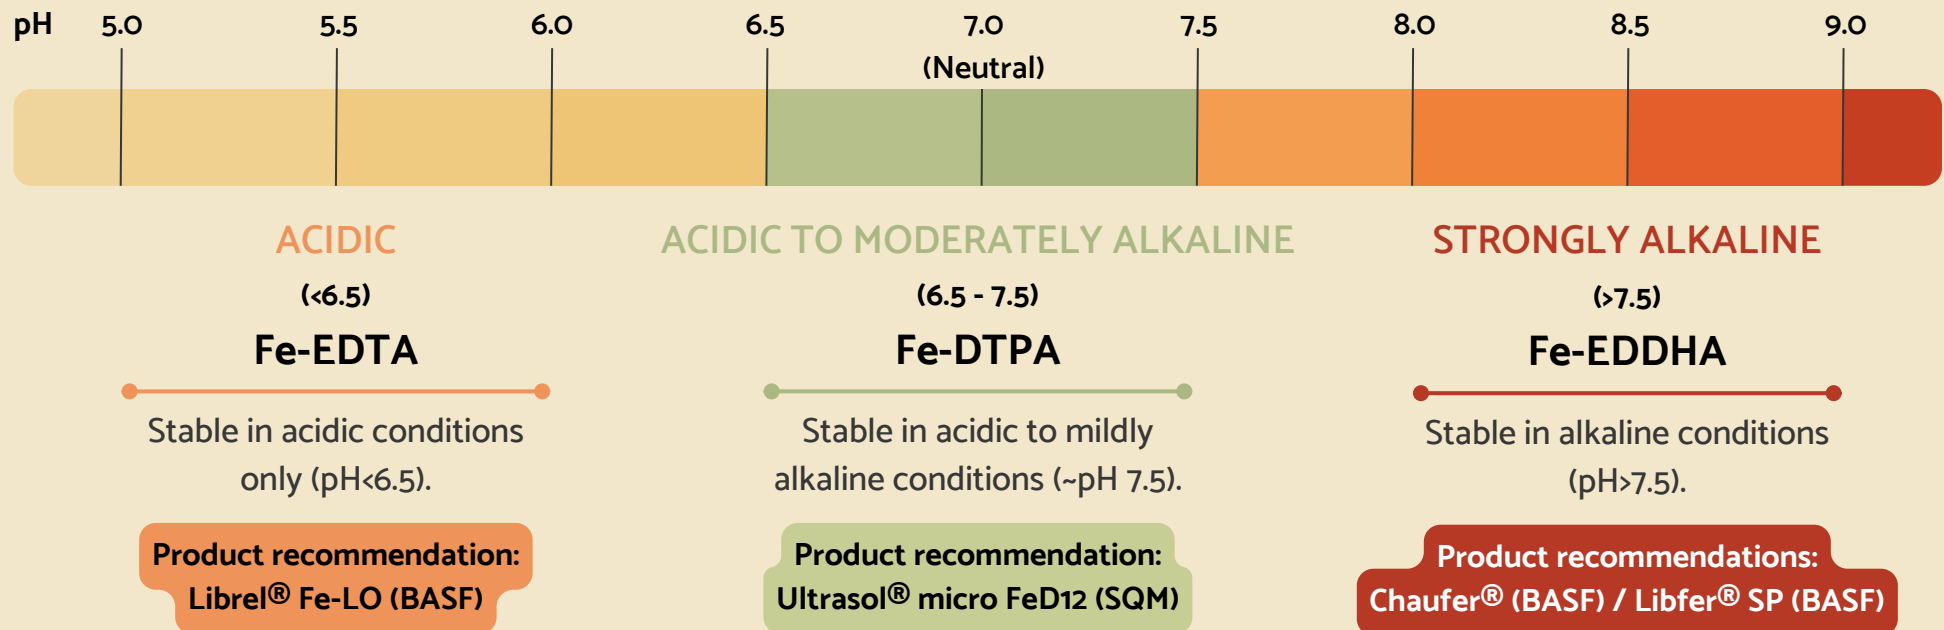 pH 5.0 5.5 6.0 6.5 7.0 7.5 8.0 8.5 9.0
(Neutral)
ACIDIC
(<6.5)
Fe-EDTA
Stable in acidic conditions
only (pH<6.5).
Product recommendation:
Librel® Fe-LO (BASF)
ACIDIC TO MODERATELY ALKALINE
(6.5 - 7.5)
Fe-DTPA
Stable in acidic to mildly
alkaline conditions (~pH 7.5).
Product recommendation:
Ultrasol® micro FeD12 (SQM)
STRONGLY ALKALINE
(>7.5)
Fe-EDDHA
Stable in alkaline conditions
(pH>7.5).
Product recommendations:
Chaufer® (BASF) / Libfer® SP (BASF)